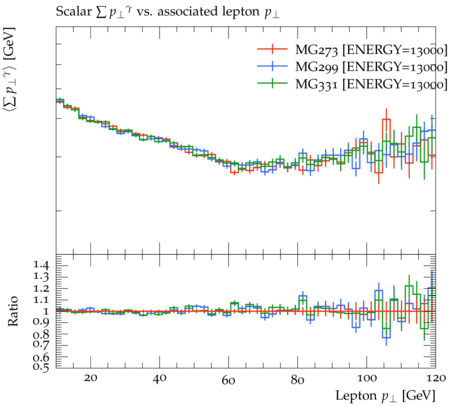 Scalar ∑ p⊥^γ vs. associated lepton p⊥
⟨∑ p⊥^γ⟩ [GeV]
MG273 [ENERGY=13000]
MG299 [ENERGY=13000]
MG331 [ENERGY=13000]
Ratio
1.4
1.3
1.2
1.1
1
0.9
0.8
0.7
0.6
0.5
20 40 60 80 100 120
Lepton p⊥ [GeV]